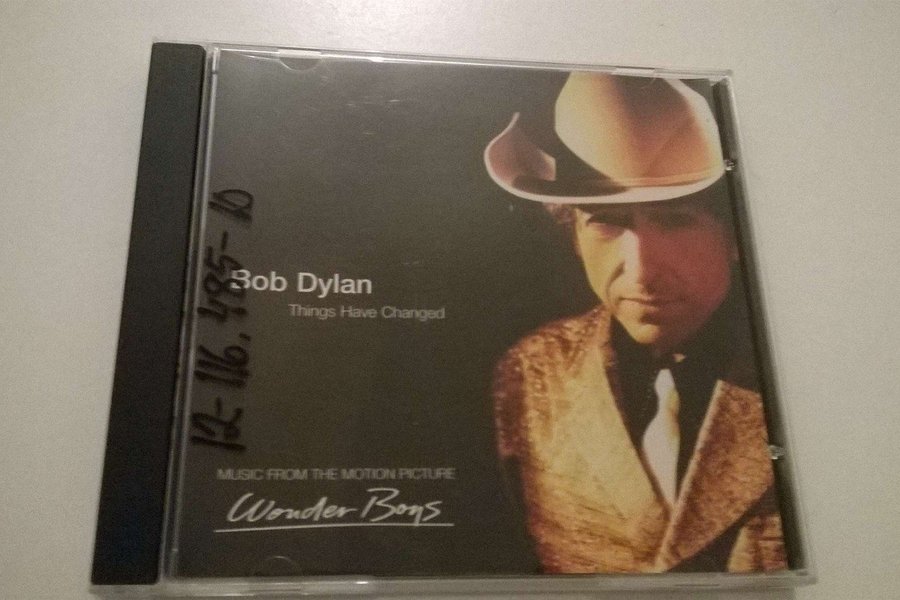 Bob Dylan
Things Have Changed
MUSIC FROM THE MOTION PICTURE
Wonder Boys
12-116.485-10